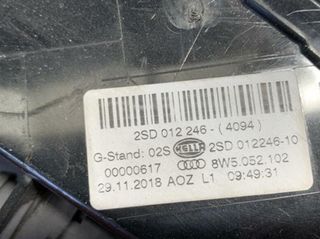 2SD 012 246 - ( 4094 )
G-Stand: 02S HELLA 2SD 012246-10
00000617 8W5.052.102
29.11.2018 AOZ L1 09:49:31